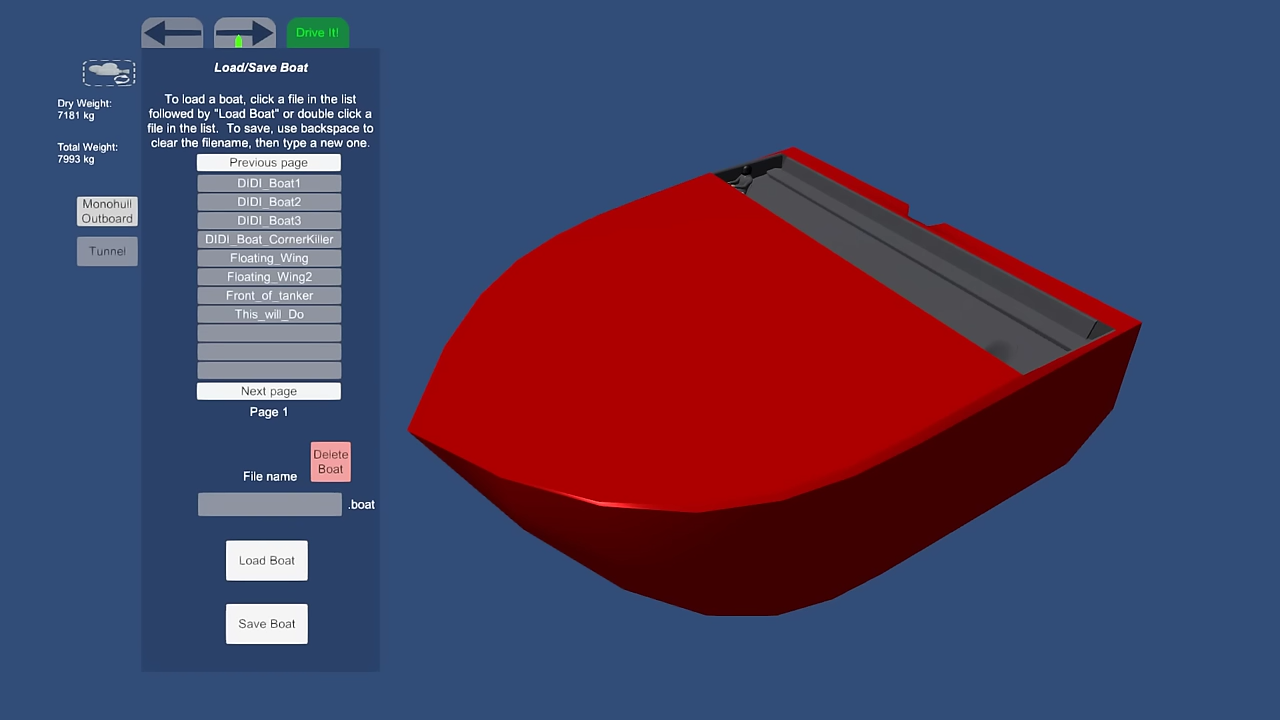 Drive It!
Load/Save Boat
Dry Weight:
7181 kg
Total Weight:
7993 kg
To load a boat, click a file in the list
followed by "Load Boat" or double click a
file in the list. To save, use backspace to
clear the filename, then type a new one.
Previous page
DIDI_Boat1
DIDI_Boat2
DIDI_Boat3
DIDI_Boat_CornerKiller
Floating_Wing
Floating_Wing2
Front_of_tanker
This_will_Do
Next page
Page 1
Monohull
Outboard
Tunnel
Delete
Boat
File name
.boat
Load Boat
Save Boat